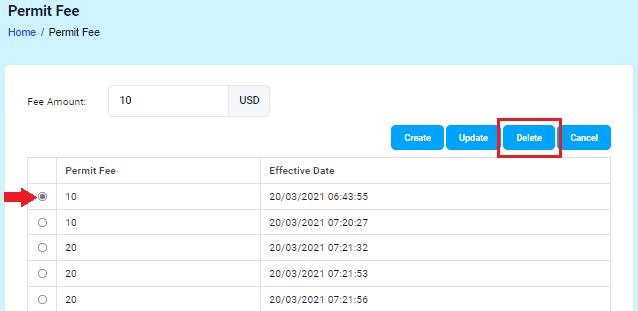 Permit Fee
Home / Permit Fee
Fee Amount: 10 USD
Create Update Delete Cancel
Permit Fee Effective Date
10 20/03/2021 06:43:55
10 20/03/2021 07:20:27
20 20/03/2021 07:21:32
20 20/03/2021 07:21:53
20 20/03/2021 07:21:56